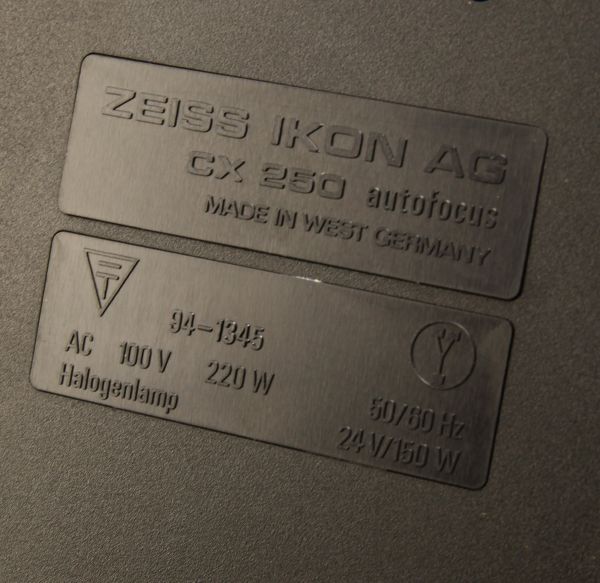 ZEISS IKON AG
CX 250 autofocus
MADE IN WEST GERMANY
94-1345
AC 100 V 220 W 50/60 Hz
Halogenlamp 24 V/150 W